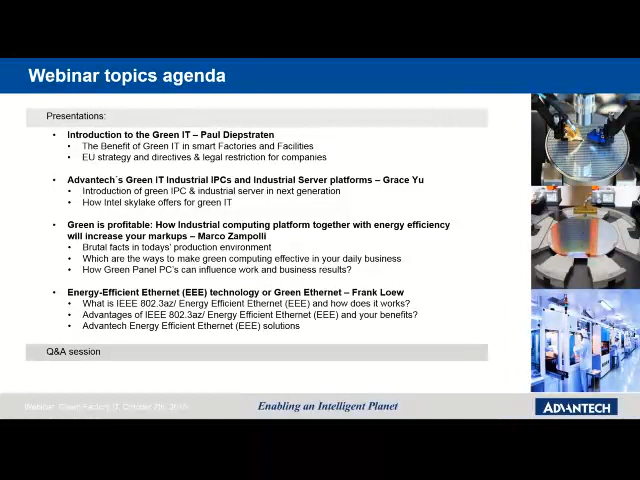 Webinar topics agenda
Presentations:
• Introduction to the Green IT – Paul Diepstraten
• The Benefit of Green IT in smart Factories and Facilities
• EU strategy and directives & legal restriction for companies
• Advantech´s Green IT Industrial IPCs and Industrial Server platforms – Grace Yu
• Introduction of green IPC & industrial server in next generation
• How Intel skylake offers for green IT
• Green is profitable: How Industrial computing platform together with energy efficiency
will increase your markups – Marco Zampolli
• Brutal facts in todays' production environment
• Which are the ways to make green computing effective in your daily business
• How Green Panel PC's can influence work and business results?
• Energy-Efficient Ethernet (EEE) technology or Green Ethernet – Frank Loew
• What is IEEE 802.3az/ Energy Efficient Ethernet (EEE) and how does it works?
• Advantages of IEEE 802.3az/ Energy Efficient Ethernet (EEE) and your benefits?
• Advantech Energy Efficient Ethernet (EEE) solutions
Q&A session
Webinar Green Factory IT, October 7th,
Enabling an Intelligent Planet
ADVANTECH